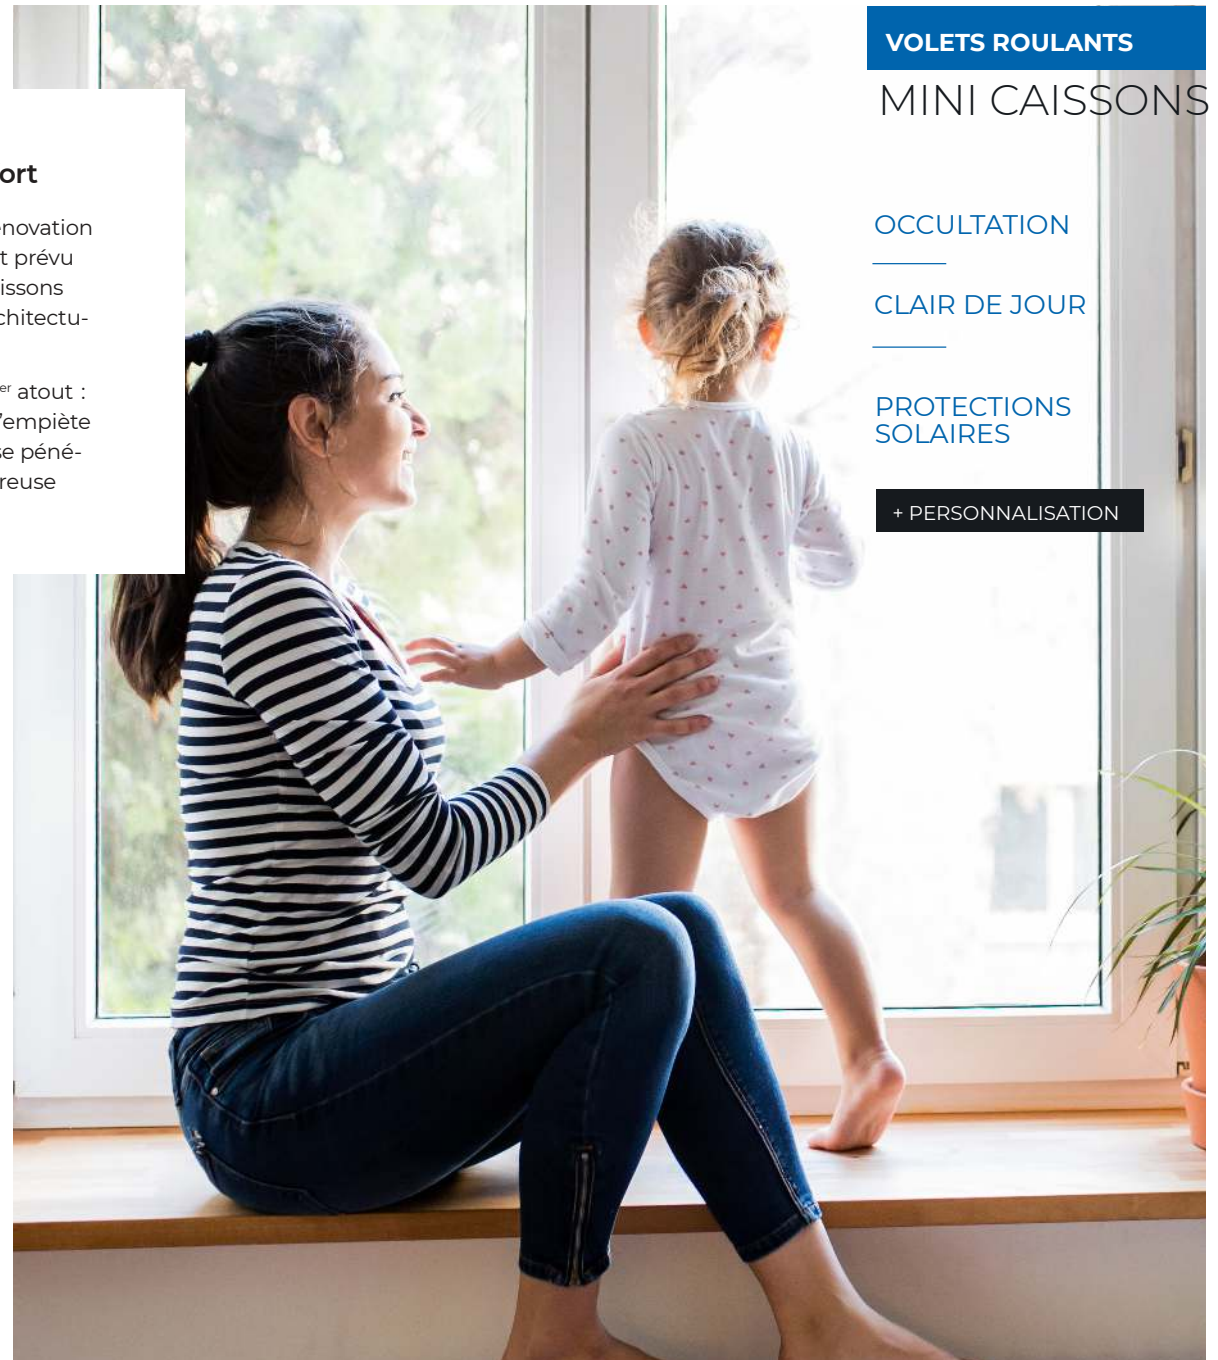 ort
enovation
t prévu
issons
chitectu-
er atout :
'empiète
se péné-
reuse
VOLETS ROULANTS
MINI CAISSONS
OCCULTATION
CLAIR DE JOUR
PROTECTIONS
SOLAIRES
+ PERSONNALISATION